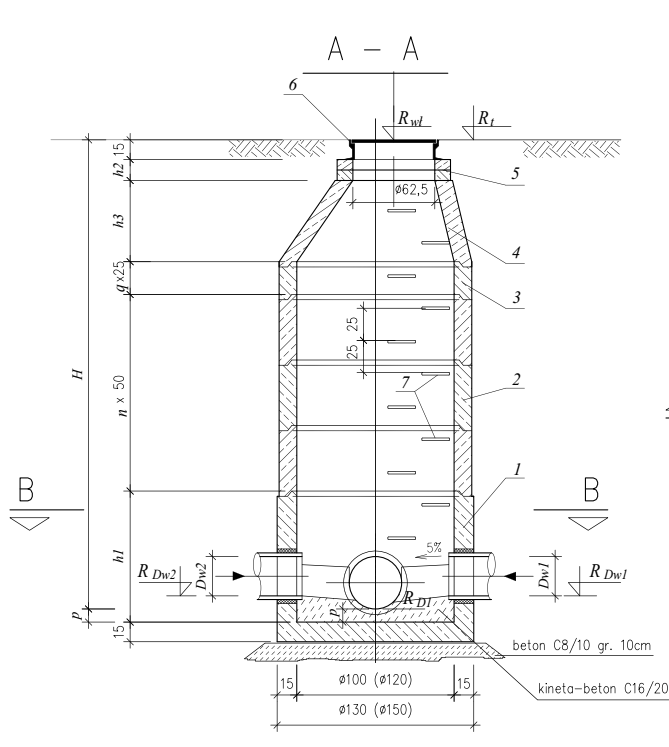 A - A
6
R wł
R t
15
h2
5
ø62,5
h3
4
q x25
3
25
25
H
n x 50
7
2
B
B
1
h1
5%
R Dw2
Dw2
Dw1
R Dw1
R D1
p
p
15
beton C8/10 gr. 10cm
15
ø100 (ø120)
15
kineta-beton C16/20
ø130 (ø150)